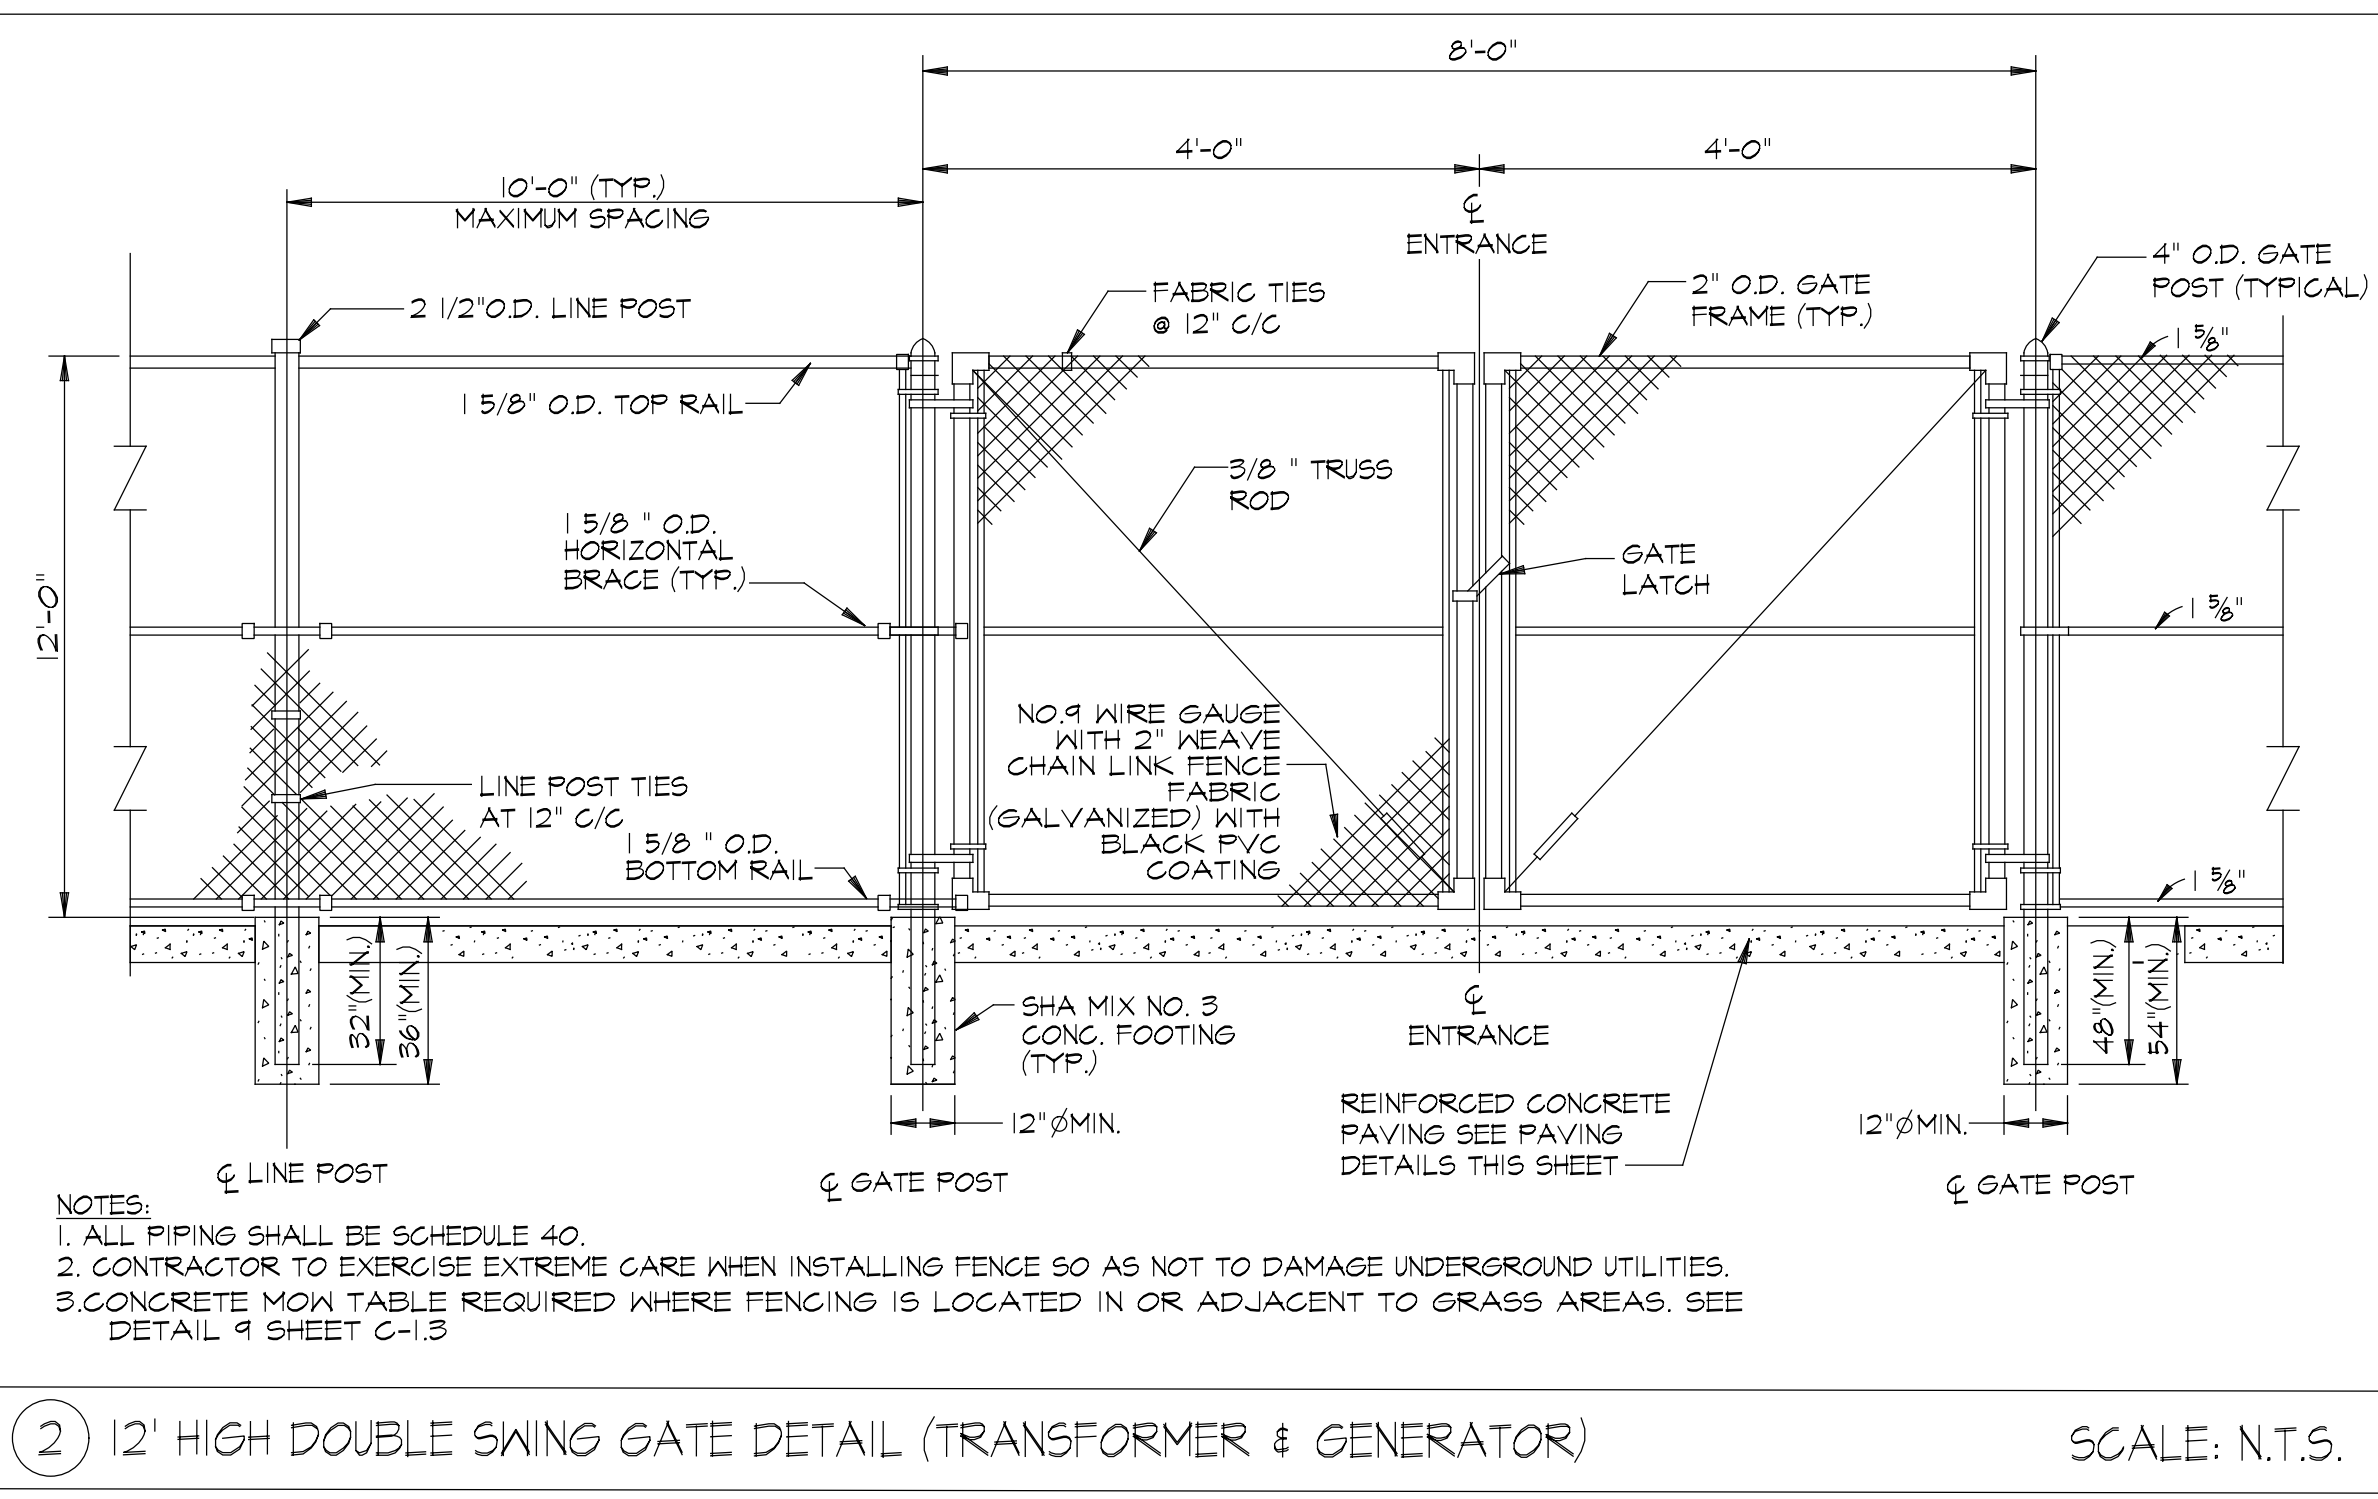 8'-0"
4'-0"
4'-0"
10'-0" (TYP.)
MAXIMUM SPACING
℄
ENTRANCE
4" O.D. GATE
POST (TYPICAL)
2 1/2"O.D. LINE POST
FABRIC TIES
@ 12" C/C
2" O.D. GATE
FRAME (TYP.)
1 5/8"
1 5/8" O.D. TOP RAIL
3/8 " TRUSS
ROD
1 5/8 " O.D.
HORIZONTAL
BRACE (TYP.)
GATE
LATCH
12'-0"
1 5/8"
NO.9 WIRE GAUGE
WITH 2" WEAVE
CHAIN LINK FENCE
FABRIC
(GALVANIZED) WITH
BLACK PVC
COATING
LINE POST TIES
AT 12" C/C
1 5/8 " O.D.
BOTTOM RAIL
1 5/8"
32"(MIN.)
36"(MIN.)
48"(MIN.)
54"(MIN.)
SHA MIX NO. 3
CONC. FOOTING
(TYP.)
℄
ENTRANCE
REINFORCED CONCRETE
PAVING SEE PAVING
DETAILS THIS SHEET
12"ØMIN.
12"ØMIN.
℄ LINE POST
℄ GATE POST
℄ GATE POST
NOTES:
1. ALL PIPING SHALL BE SCHEDULE 40.
2. CONTRACTOR TO EXERCISE EXTREME CARE WHEN INSTALLING FENCE SO AS NOT TO DAMAGE UNDERGROUND UTILITIES.
3.CONCRETE MOW TABLE REQUIRED WHERE FENCING IS LOCATED IN OR ADJACENT TO GRASS AREAS. SEE
DETAIL 9 SHEET C-1.3
2 12' HIGH DOUBLE SWING GATE DETAIL (TRANSFORMER & GENERATOR)
SCALE: N.T.S.